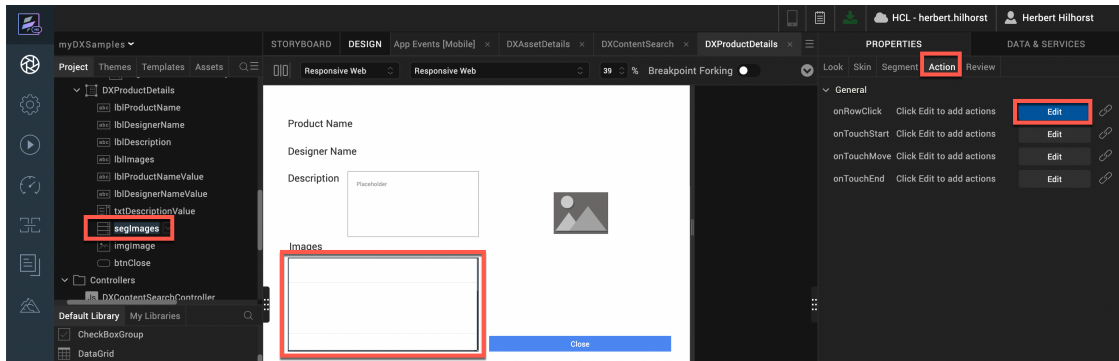 HCL - herbert.hilhorst
Herbert Hilhorst
myDXSamples
STORYBOARD DESIGN App Events [Mobile] × DXAssetDetails × DXContentSearch × DXProductDetails ×
PROPERTIES DATA & SERVICES
Project Themes Templates Assets
Responsive Web Responsive Web 39 % Breakpoint Forking
Look Skin Segment Action Review
DXProductDetails
lblProductName
lblDesignerName
lblDescription
lblImages
lblProductNameValue
lblDesignerNameValue
txtDescriptionValue
segImages
imgImage
btnClose
Controllers
Js DXContentSearchController
Default Library My Libraries
CheckBoxGroup
DataGrid
Product Name
Designer Name
Description
Placeholder
Images
Close
General
onRowClick Click Edit to add actions Edit
onTouchStart Click Edit to add actions Edit
onTouchMove Click Edit to add actions Edit
onTouchEnd Click Edit to add actions Edit